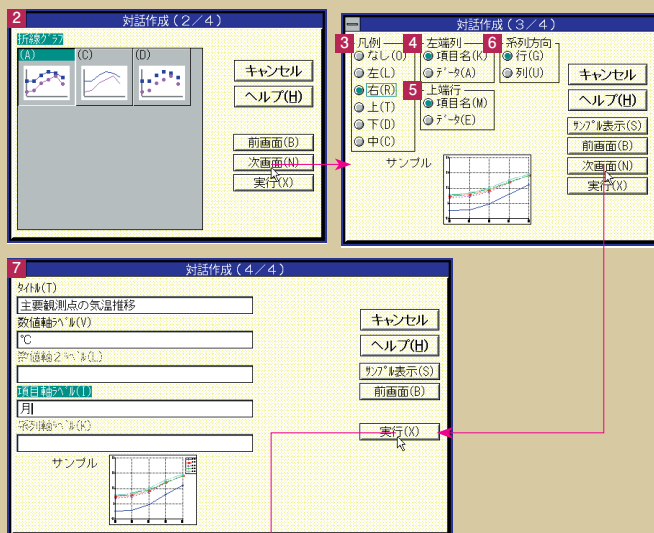 2
対話作成(2/4)
折線グラフ
(A) (C) (D)
キャンセル
ヘルプ(H)
前画面(B)
次画面(N)
実行(X)
対話作成(3/4)
3 凡例
なし(O)
左(L)
右(R)
上(T)
下(D)
中(C)
4 左端列
項目名(K)
データ(A)
5 上端行
項目名(M)
データ(E)
6 系列方向
行(G)
列(U)
キャンセル
ヘルプ(H)
サンプル表示(S)
前画面(B)
次画面(N)
実行(X)
サンプル
7
対話作成(4/4)
タイトル(T)
主要観測点の気温推移
数値軸ラベル(V)
℃
数値軸2ラベル(L)
項目軸ラベル(I)
月
系列軸ラベル(K)
キャンセル
ヘルプ(H)
サンプル表示(S)
前画面(B)
実行(X)
サンプル